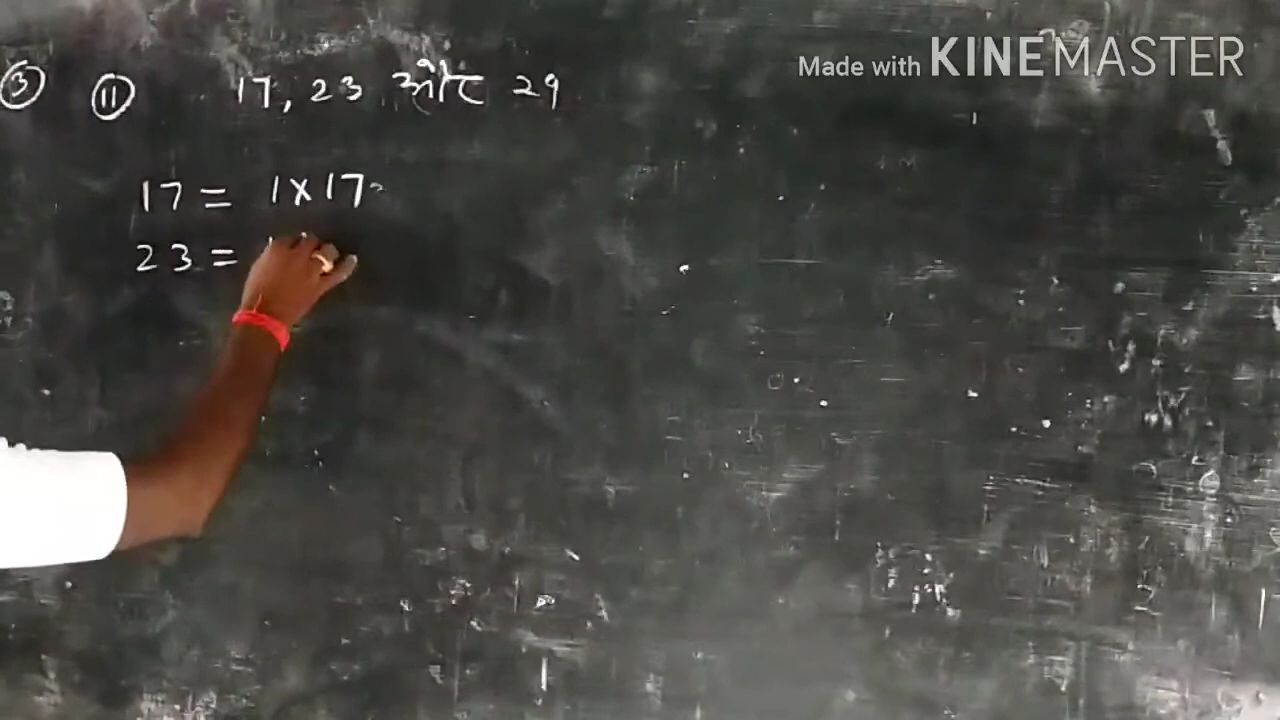 Made with KINEMASTER
③ ⑪ 17, 23 और 29
17 = 1×17
23 =